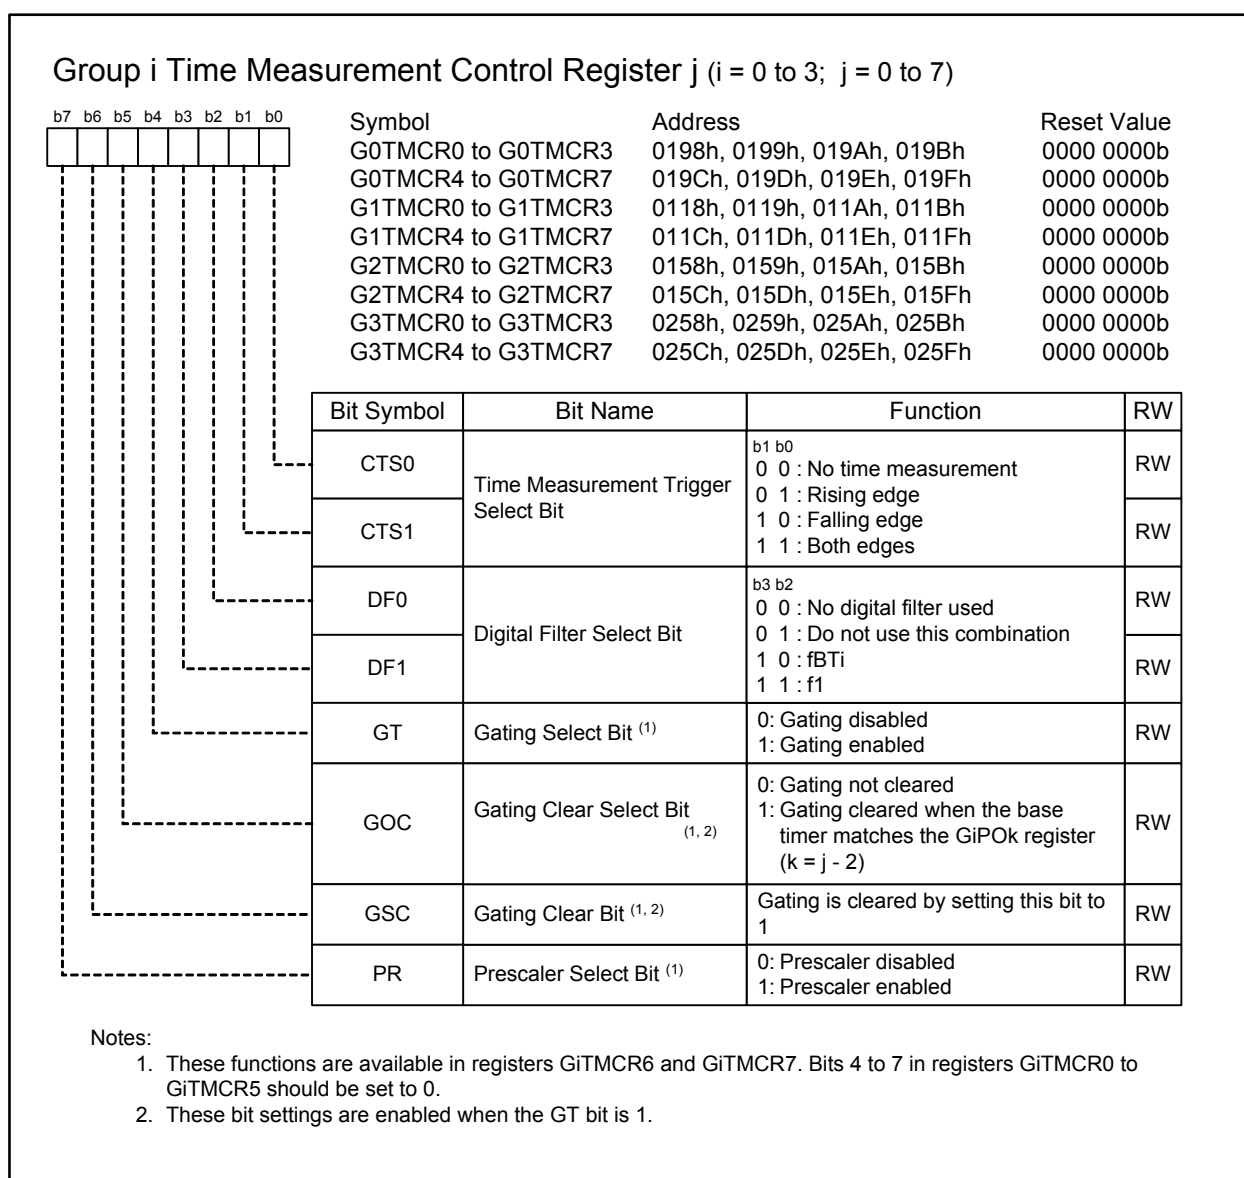 Group i Time Measurement Control Register j (i = 0 to 3; j = 0 to 7)
b7 b6 b5 b4 b3 b2 b1 b0
Symbol Address Reset Value
G0TMCR0 to G0TMCR3 0198h, 0199h, 019Ah, 019Bh 0000 0000b
G0TMCR4 to G0TMCR7 019Ch, 019Dh, 019Eh, 019Fh 0000 0000b
G1TMCR0 to G1TMCR3 0118h, 0119h, 011Ah, 011Bh 0000 0000b
G1TMCR4 to G1TMCR7 011Ch, 011Dh, 011Eh, 011Fh 0000 0000b
G2TMCR0 to G2TMCR3 0158h, 0159h, 015Ah, 015Bh 0000 0000b
G2TMCR4 to G2TMCR7 015Ch, 015Dh, 015Eh, 015Fh 0000 0000b
G3TMCR0 to G3TMCR3 0258h, 0259h, 025Ah, 025Bh 0000 0000b
G3TMCR4 to G3TMCR7 025Ch, 025Dh, 025Eh, 025Fh 0000 0000b
Bit Symbol Bit Name Function RW
CTS0
CTS1
Time Measurement Trigger
Select Bit
b1 b0
0 0 : No time measurement
0 1 : Rising edge
1 0 : Falling edge
1 1 : Both edges
RW
RW
DF0
DF1
Digital Filter Select Bit
b3 b2
0 0 : No digital filter used
0 1 : Do not use this combination
1 0 : fBTi
1 1 : f1
RW
RW
GT
Gating Select Bit (1)
0: Gating disabled
1: Gating enabled
RW
GOC
Gating Clear Select Bit
(1, 2)
0: Gating not cleared
1: Gating cleared when the base
timer matches the GiPOk register
(k = j - 2)
RW
GSC
Gating Clear Bit (1, 2)
Gating is cleared by setting this bit to
1
RW
PR
Prescaler Select Bit (1)
0: Prescaler disabled
1: Prescaler enabled
RW
Notes:
1. These functions are available in registers GiTMCR6 and GiTMCR7. Bits 4 to 7 in registers GiTMCR0 to
GiTMCR5 should be set to 0.
2. These bit settings are enabled when the GT bit is 1.